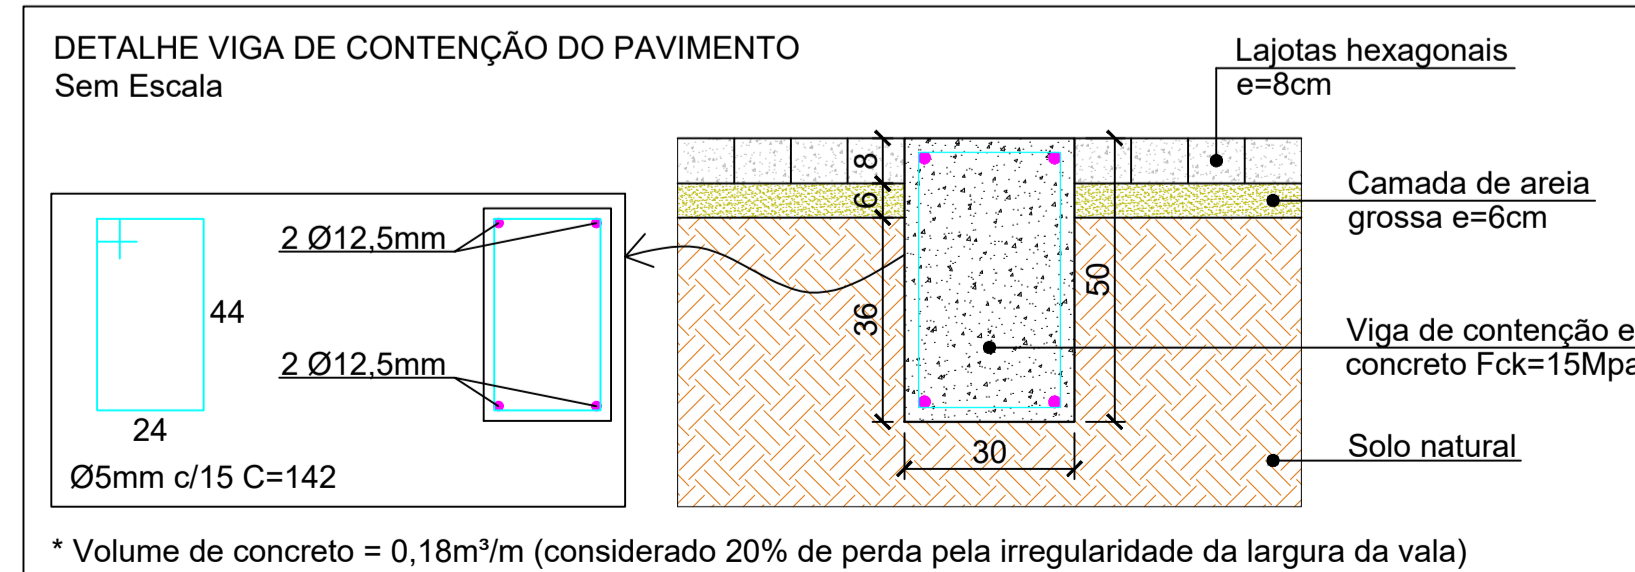 DETALHE VIGA DE CONTENÇÃO DO PAVIMENTO
Sem Escala
Lajotas hexagonais
e=8cm
8
6
Camada de areia
grossa e=6cm
2 Ø12,5mm
44
50
36
Viga de contenção e
concreto Fck=15Mpa
2 Ø12,5mm
24
30
Solo natural
Ø5mm c/15 C=142
* Volume de concreto = 0,18m³/m (considerado 20% de perda pela irregularidade da largura da vala)